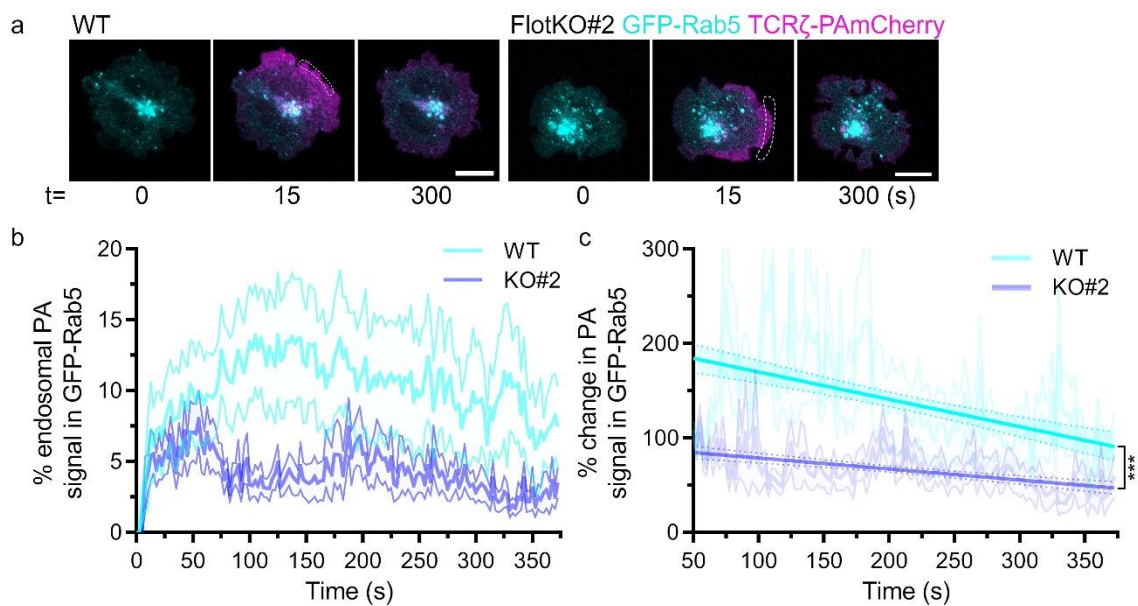 a WT FlotKO#2 GFP-Rab5 TCRζ-PAmCherry
t= 0 15 300 0 15 300 (s)
b
20
15
10
5
0
% endosomal PA
signal in GFP-Rab5
WT
KO#2
0 50 100 150 200 250 300 350
Time (s)
c
300
200
100
0
% change in PA
signal in GFP-Rab5
WT
KO#2
***
50 100 150 200 250 300 350
Time (s)